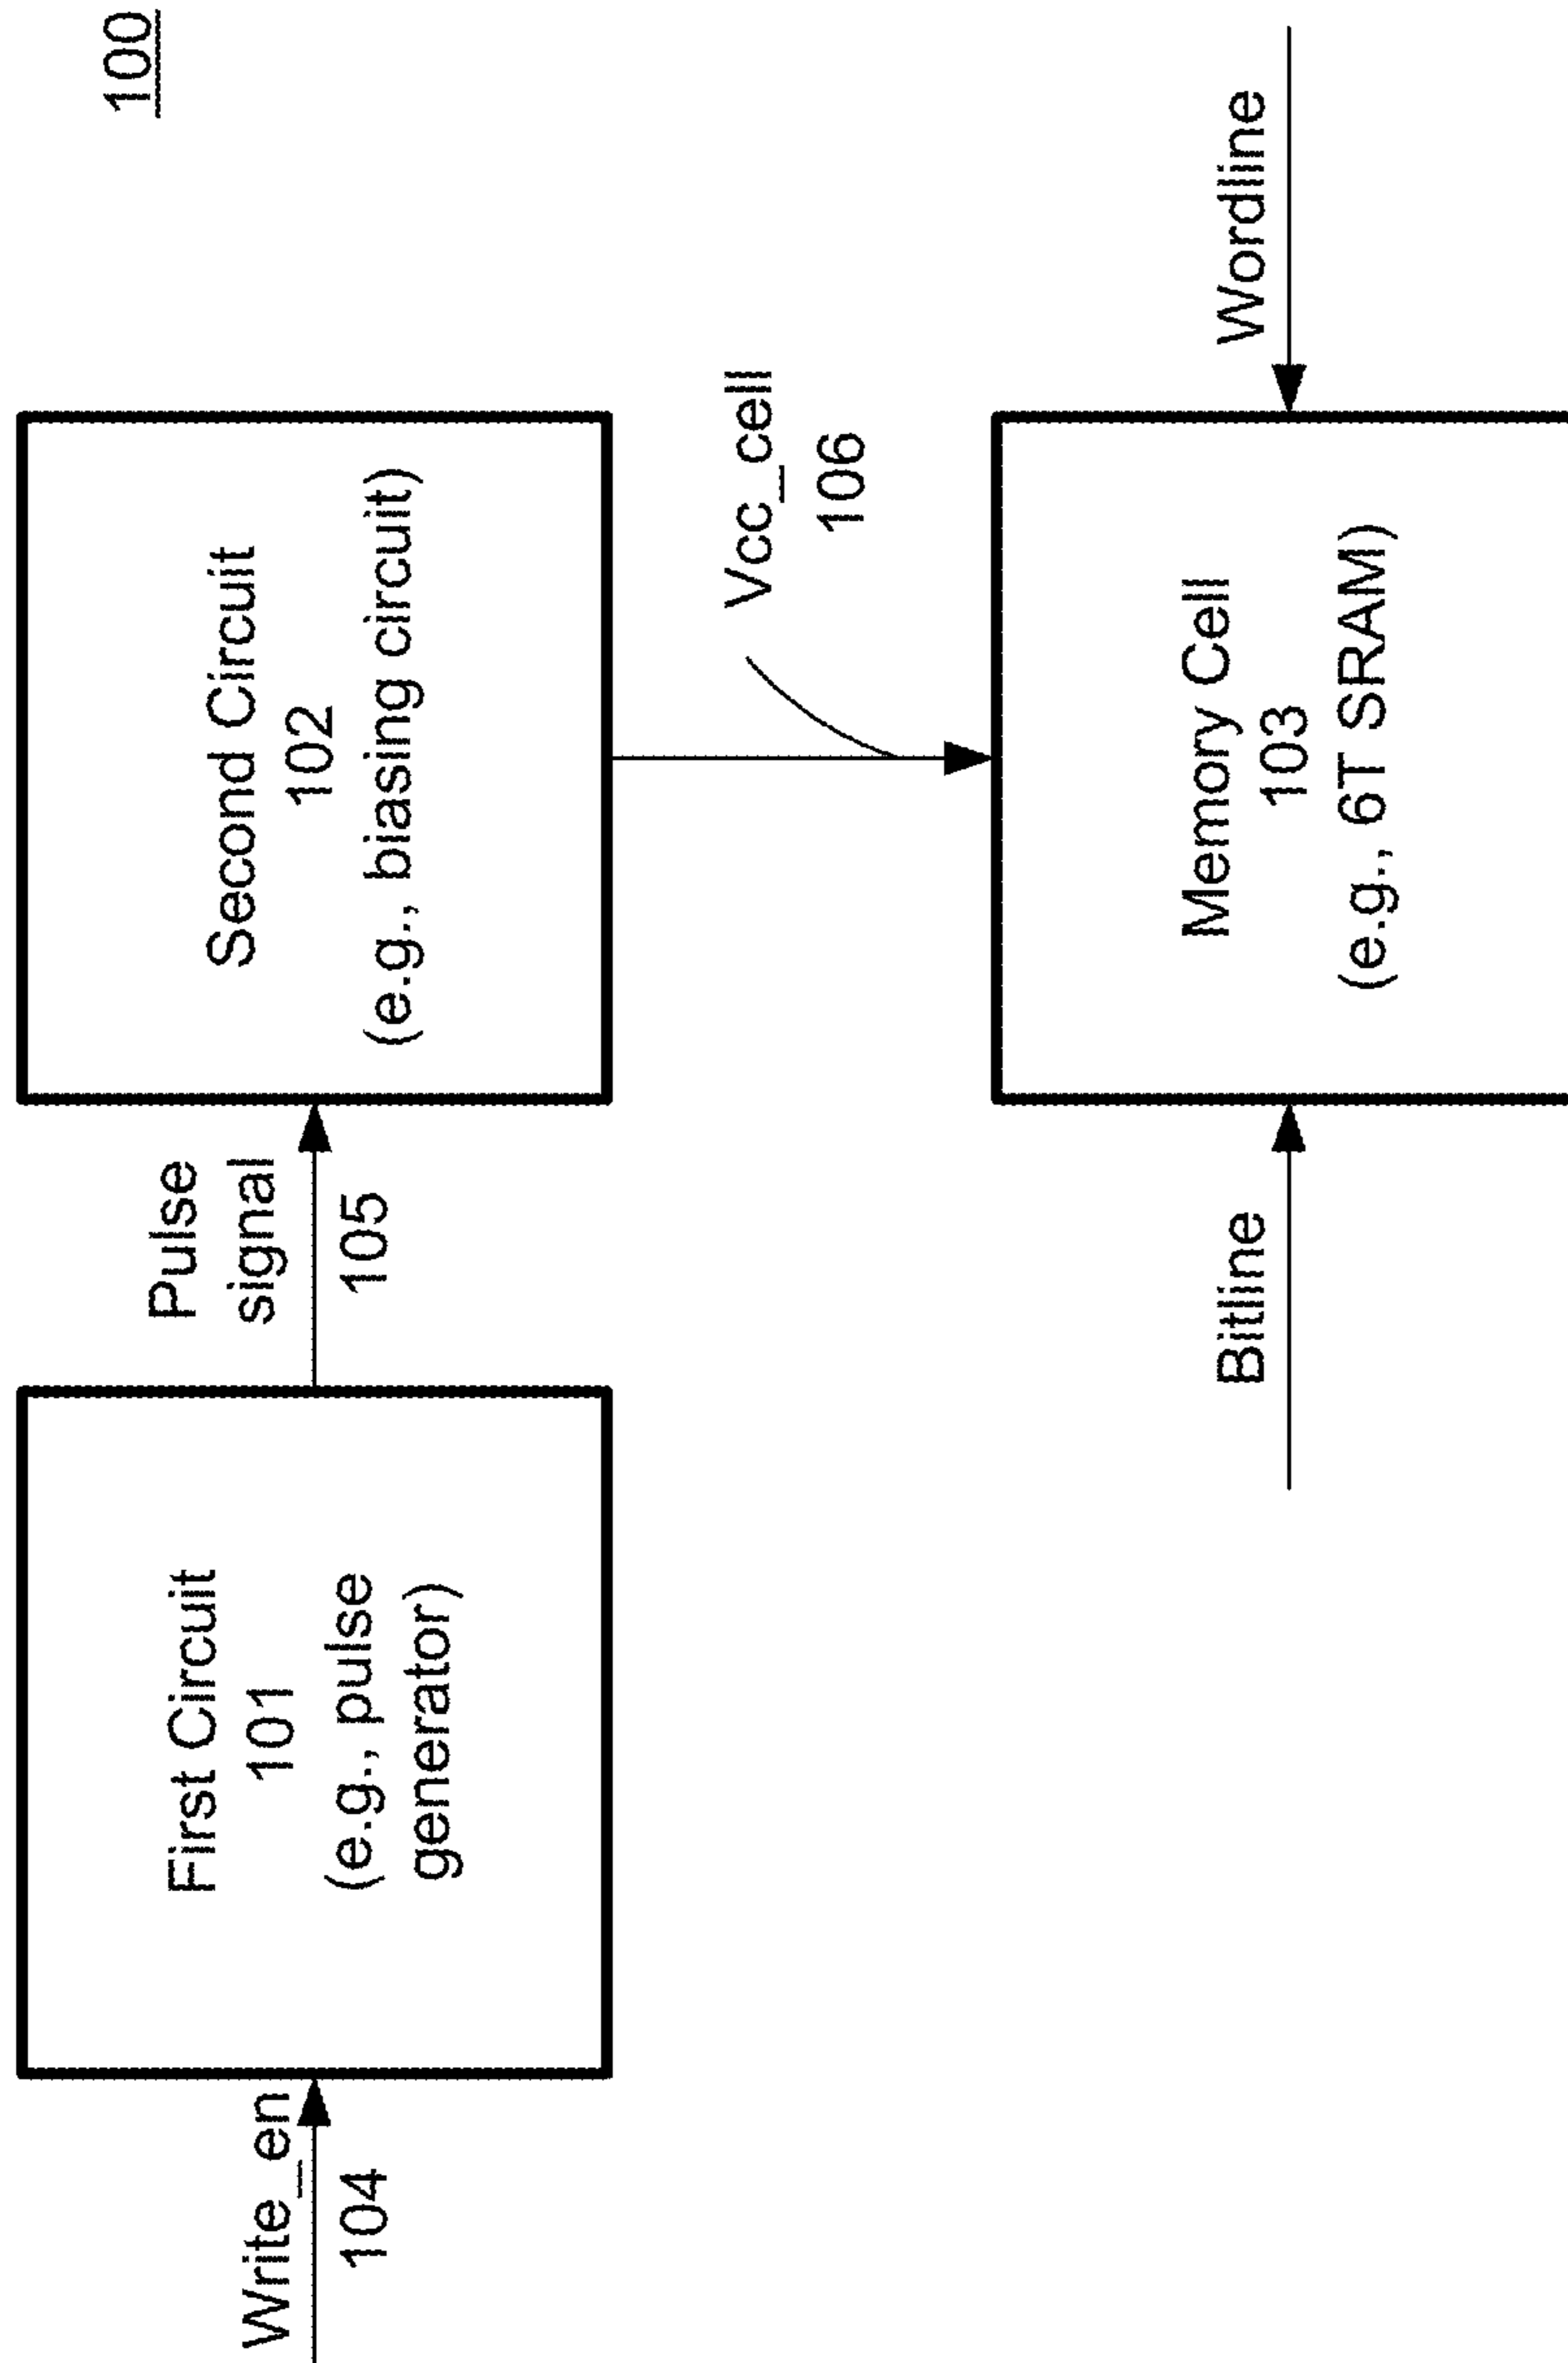 100
Write_en
104
First Circuit
101
(e.g., pulse
generator)
Pulse
signal
105
Second Circuit
102
(e.g., biasing circuit)
Vcc_cell
106
Bitline
Memory Cell
103
(e.g., 6T SRAM)
Wordline